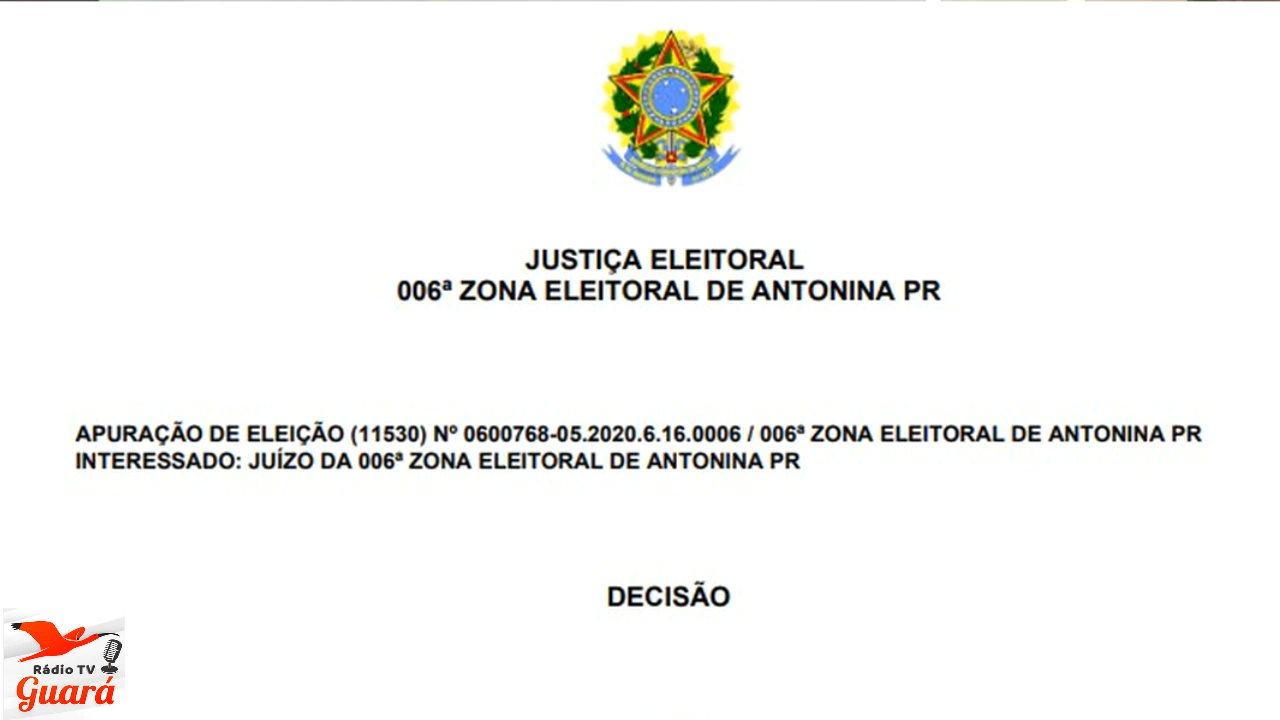 JUSTIÇA ELEITORAL
006ª ZONA ELEITORAL DE ANTONINA PR
APURAÇÃO DE ELEIÇÃO (11530) Nº 0600768-05.2020.6.16.0006 / 006ª ZONA ELEITORAL DE ANTONINA PR
INTERESSADO: JUÍZO DA 006ª ZONA ELEITORAL DE ANTONINA PR
DECISÃO
Rádio TV
Guará